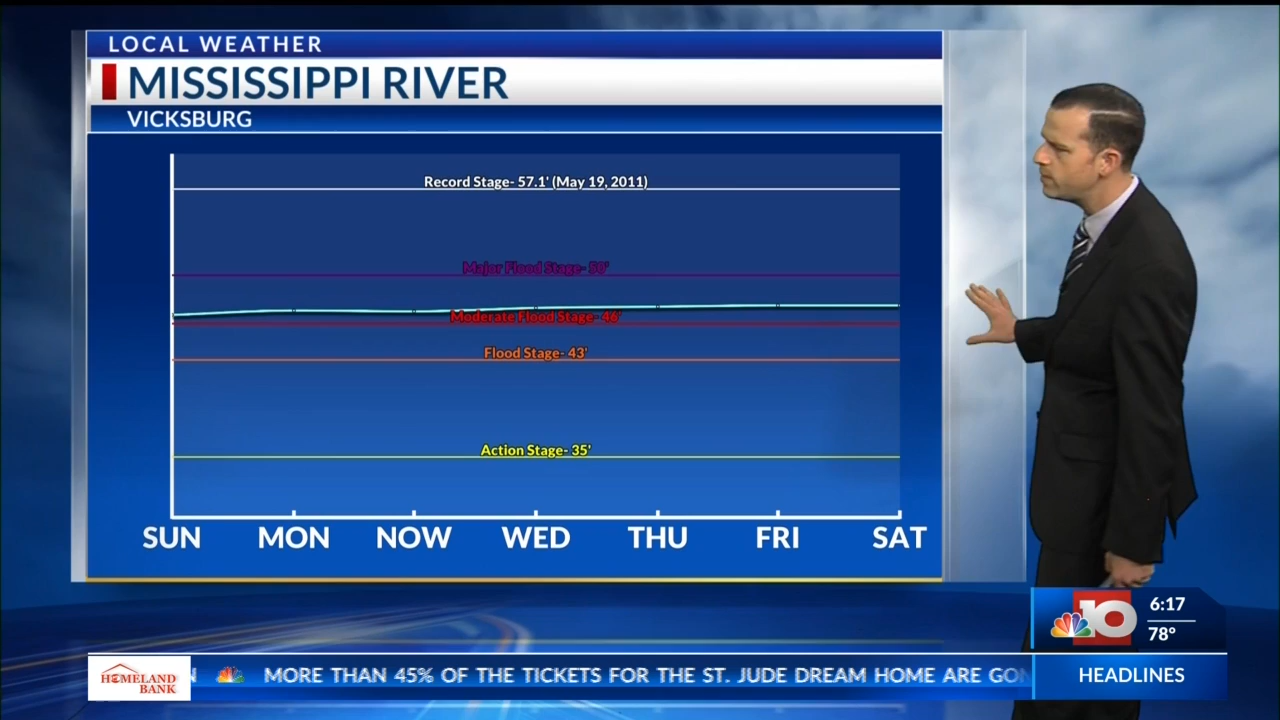 LOCAL WEATHER
MISSISSIPPI RIVER
VICKSBURG
Record Stage- 57.1' (May 19, 2011)
Major Flood Stage- 50'
Moderate Flood Stage- 46'
Flood Stage- 43'
Action Stage- 35'
SUN MON NOW WED THU FRI SAT
10
6:17
78°
HOMELAND
BANK
N MORE THAN 45% OF THE TICKETS FOR THE ST. JUDE DREAM HOME ARE GON
HEADLINES